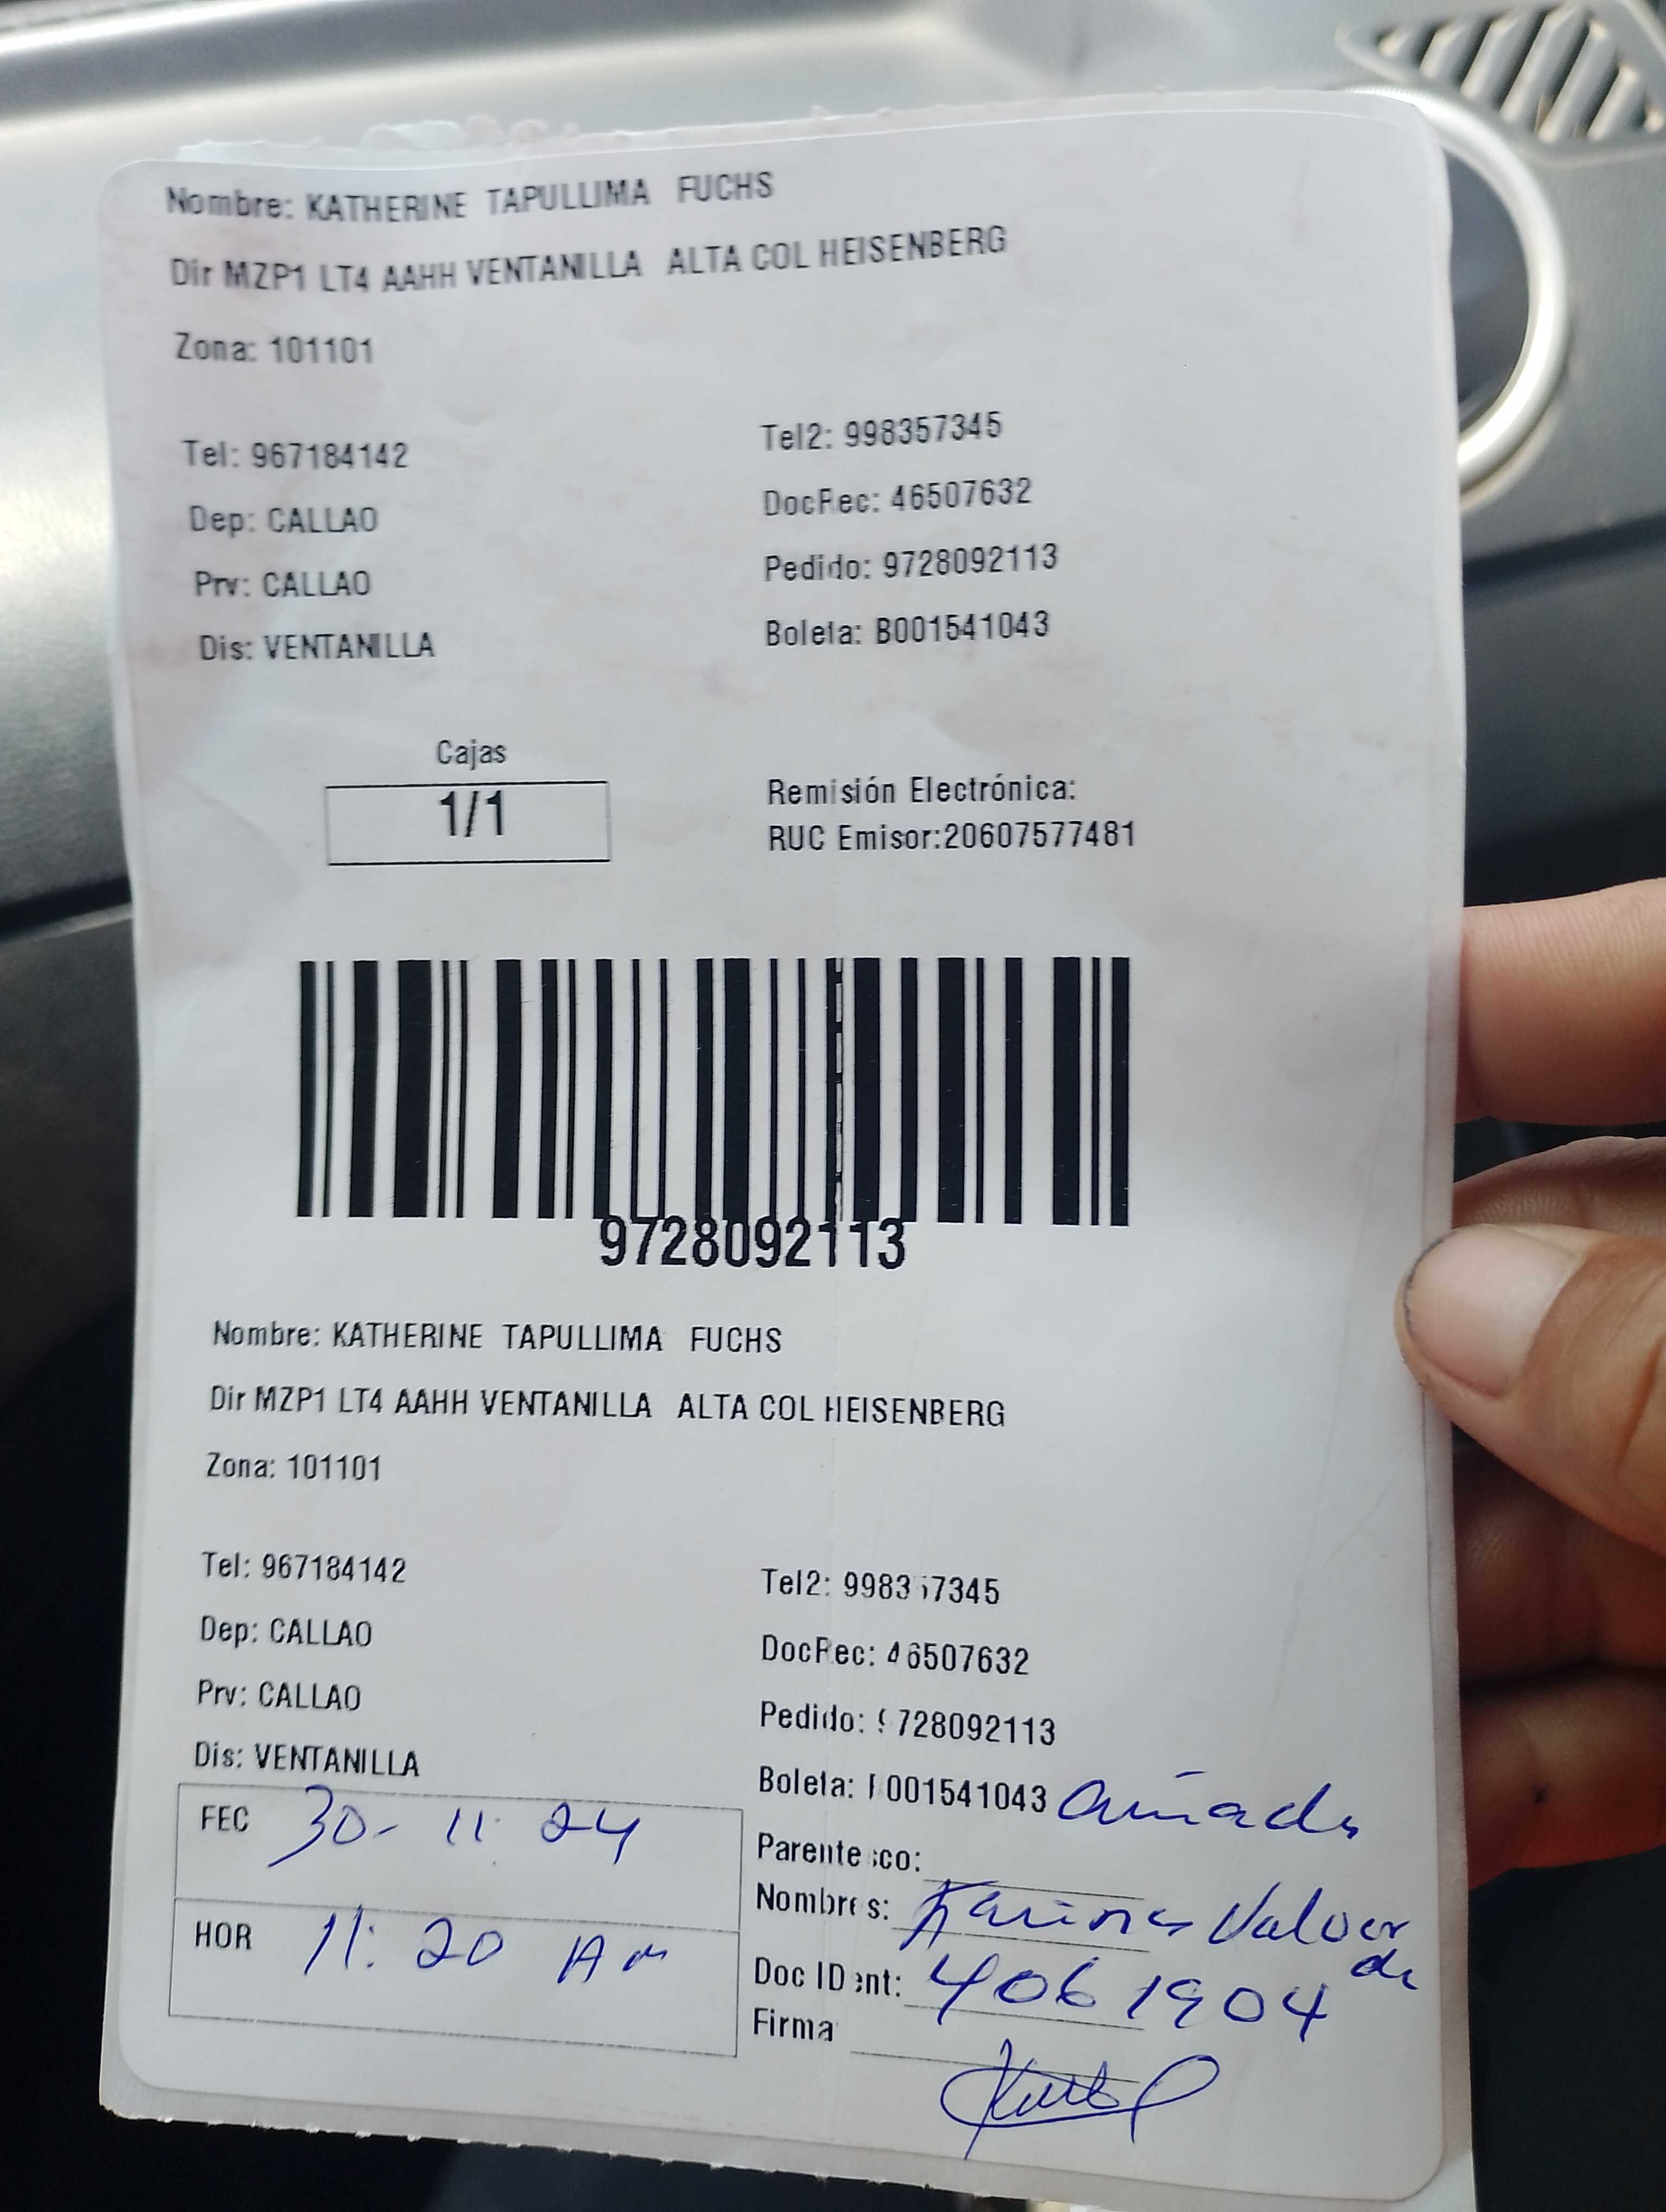 Nombre: KATHERINE TAPULLIMA FUCHS
Dir MZP1 LT4 AAHH VENTANILLA ALTA COL HEISENBERG
Zona: 101101
Tel: 967184142
Tel2: 998357345
Dep: CALLAO
DocRec: 46507632
Prv: CALLAO
Pedido: 9728092113
Dis: VENTANILLA
Boleta: B001541043
Cajas
1/1
Remisión Electrónica:
RUC Emisor:20607577481
9728092113
Nombre: KATHERINE TAPULLIMA FUCHS
Dir MZP1 LT4 AAHH VENTANILLA ALTA COL HEISENBERG
Zona: 101101
Tel: 967184142
Tel2: 998357345
Dep: CALLAO
DocRec: 46507632
Prv: CALLAO
Pedido: 9728092113
Dis: VENTANILLA
Boleta: B001541043
FEC 30-11-24
Parentesco: Cuñada
HOR 11:20 AM
Nombres: Karina Valverde
Doc IDent: 4061904
Firma